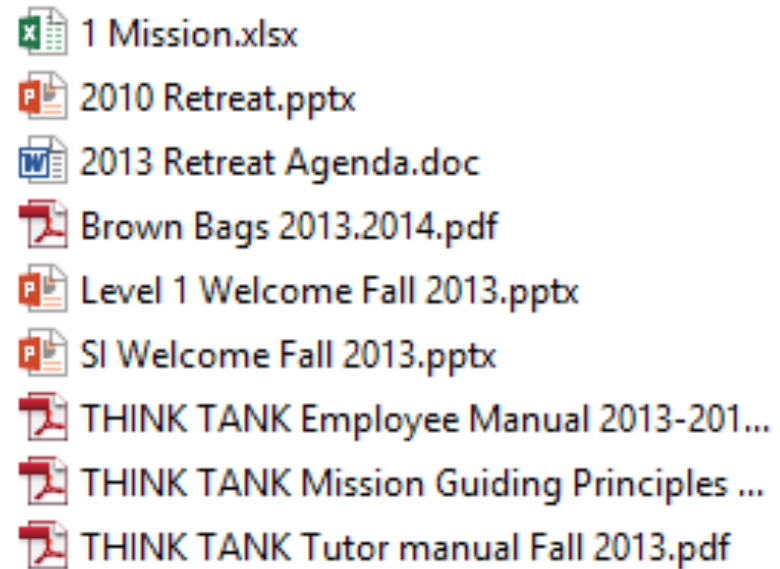 1 Mission.xlsx
2010 Retreat.pptx
2013 Retreat Agenda.doc
Brown Bags 2013.2014.pdf
Level 1 Welcome Fall 2013.pptx
SI Welcome Fall 2013.pptx
THINK TANK Employee Manual 2013-201...
THINK TANK Mission Guiding Principles ...
THINK TANK Tutor manual Fall 2013.pdf